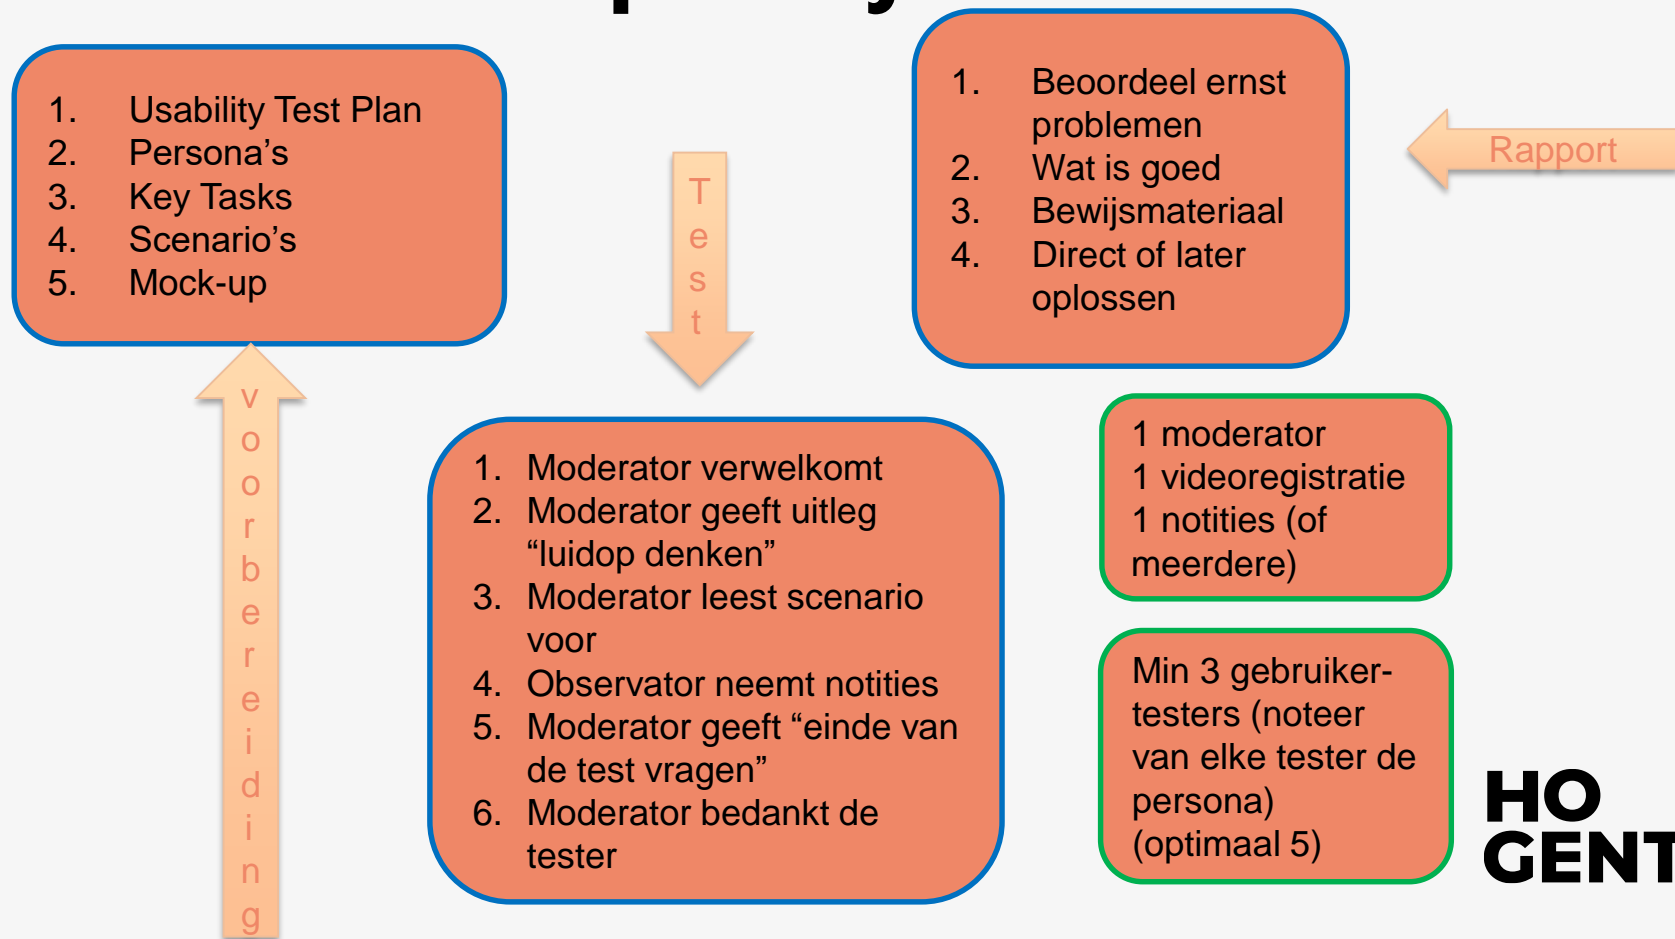 1. Usability Test Plan
2. Persona’s
3. Key Tasks
4. Scenario’s
5. Mock-up
voorbereiding
Test
1. Moderator verwelkomt
2. Moderator geeft uitleg
“luidop denken”
3. Moderator leest scenario
voor
4. Observator neemt notities
5. Moderator geeft “einde van
de test vragen”
6. Moderator bedankt de
tester
1. Beoordeel ernst
problemen
2. Wat is goed
3. Bewijsmateriaal
4. Direct of later
oplossen
Rapport
1 moderator
1 videoregistratie
1 notities (of
meerdere)
Min 3 gebruiker-
testers (noteer
van elke tester de
persona)
(optimaal 5)
HO
GENT